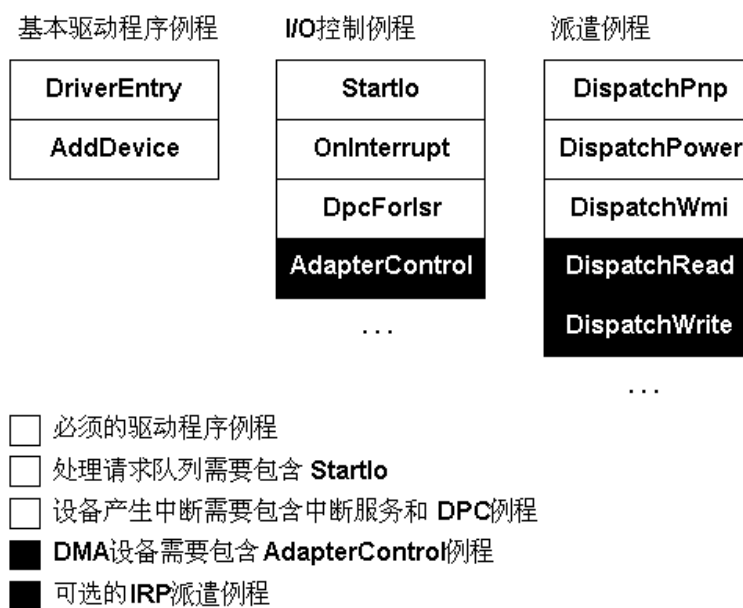 基本驱动程序例程
DriverEntry
AddDevice
I/O控制例程
StartIo
OnInterrupt
DpcForIsr
AdapterControl
...
派遣例程
DispatchPnp
DispatchPower
DispatchWmi
DispatchRead
DispatchWrite
...
必须的驱动程序例程
处理请求队列需要包含 StartIo
设备产生中断需要包含中断服务和 DPC例程
DMA设备需要包含 AdapterControl例程
可选的IRP派遣例程